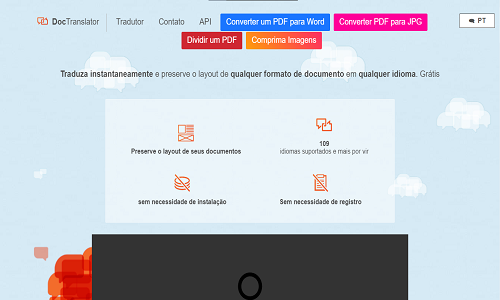 DocTranslator Tradutor Contato API Converter um PDF para Word Converter PDF para JPG PT
Dividir um PDF Comprima Imagens
Traduza instantaneamente e preserve o layout de qualquer formato de documento em qualquer idioma. Grátis
Preserve o layout de seus documentos
109
idiomas suportados e mais por vir
sem necessidade de instalação
Sem necessidade de registro